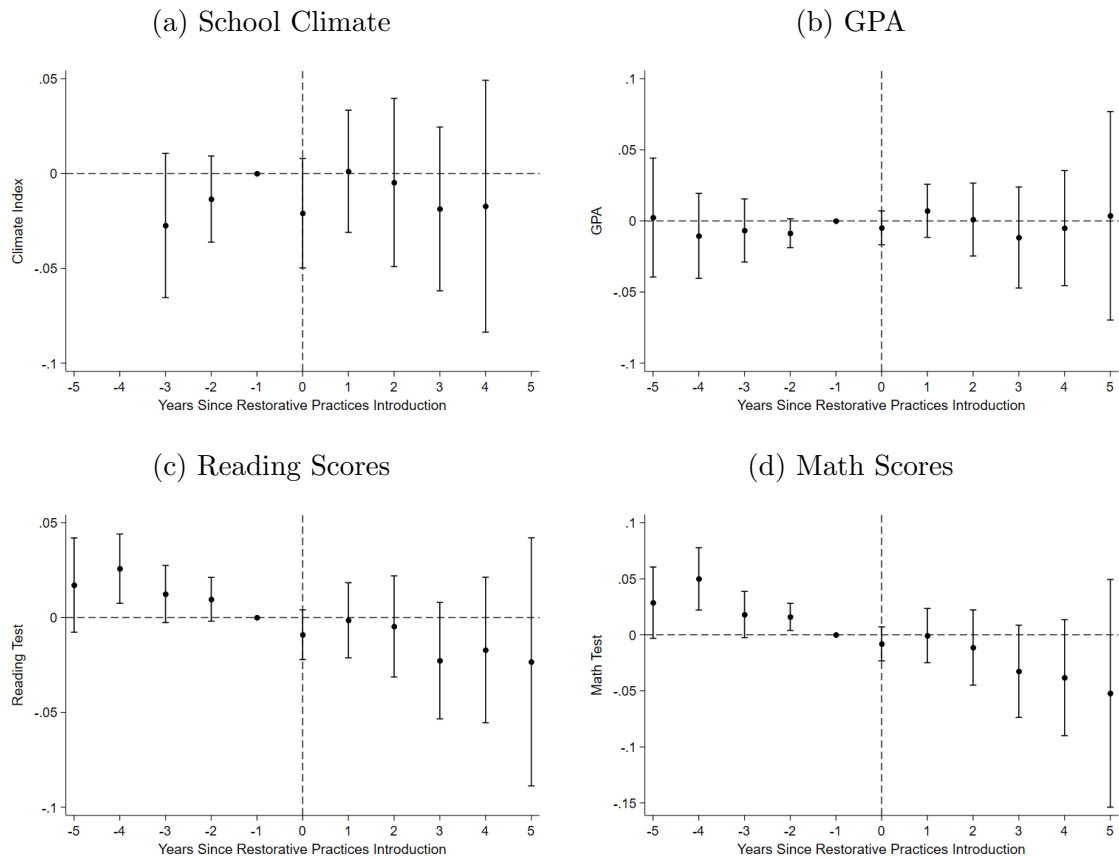 (a) School Climate
.05
0
-.05
-.1
Climate Index
-5 -4 -3 -2 -1 0 1 2 3 4 5
Years Since Restorative Practices Introduction
(b) GPA
.1
.05
0
-.05
-.1
GPA
-5 -4 -3 -2 -1 0 1 2 3 4 5
Years Since Restorative Practices Introduction
(c) Reading Scores
.05
0
-.05
-.1
Reading Test
-5 -4 -3 -2 -1 0 1 2 3 4 5
Years Since Restorative Practices Introduction
(d) Math Scores
.1
.05
0
-.05
-.1
-.15
Math Test
-5 -4 -3 -2 -1 0 1 2 3 4 5
Years Since Restorative Practices Introduction